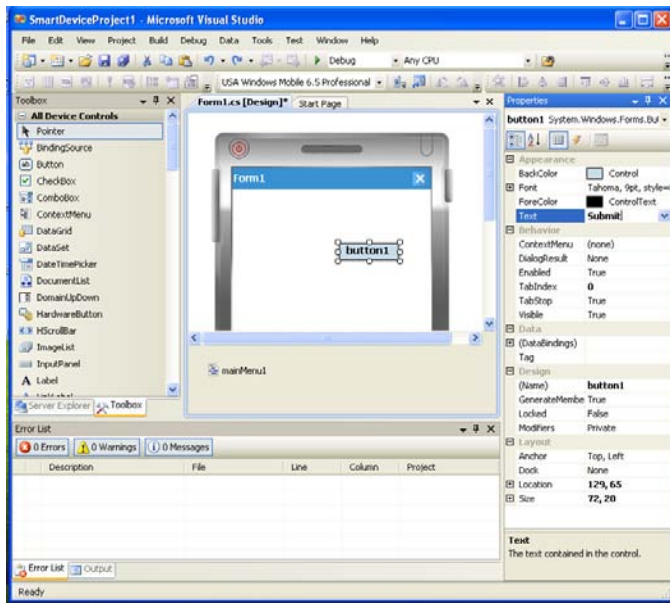 SmartDeviceProject1 - Microsoft Visual Studio
File Edit View Project Build Debug Data Tools Test Window Help
Debug Any CPU
USA Windows Mobile 6.5 Professional
Toolbox
All Device Controls
Pointer
BindingSource
Button
CheckBox
ComboBox
ContextMenu
DataGrid
DataSet
DateTimePicker
DocumentList
DomainUpDown
HardwareButton
HScrollBar
ImageList
InputPanel
Label
Server Explorer Toolbox
Form1.cs [Design]* Start Page
Form1
button1
mainMenu1
Properties
button1 System.Windows.Forms.But
Appearance
BackColor Control
Font Tahoma, 9pt, style=
ForeColor ControlText
Text Submit
Behavior
ContextMenu (none)
DialogResult None
Enabled True
TabIndex 0
TabStop True
Visible True
Data
(DataBindings)
Tag
Design
(Name) button1
GenerateMembe True
Locked False
Modifiers Private
Layout
Anchor Top, Left
Dock None
Location 129, 65
Size 72, 20
Text
The text contained in the control.
Error List
0 Errors 0 Warnings 0 Messages
Description File Line Column Project
Error List Output
Ready